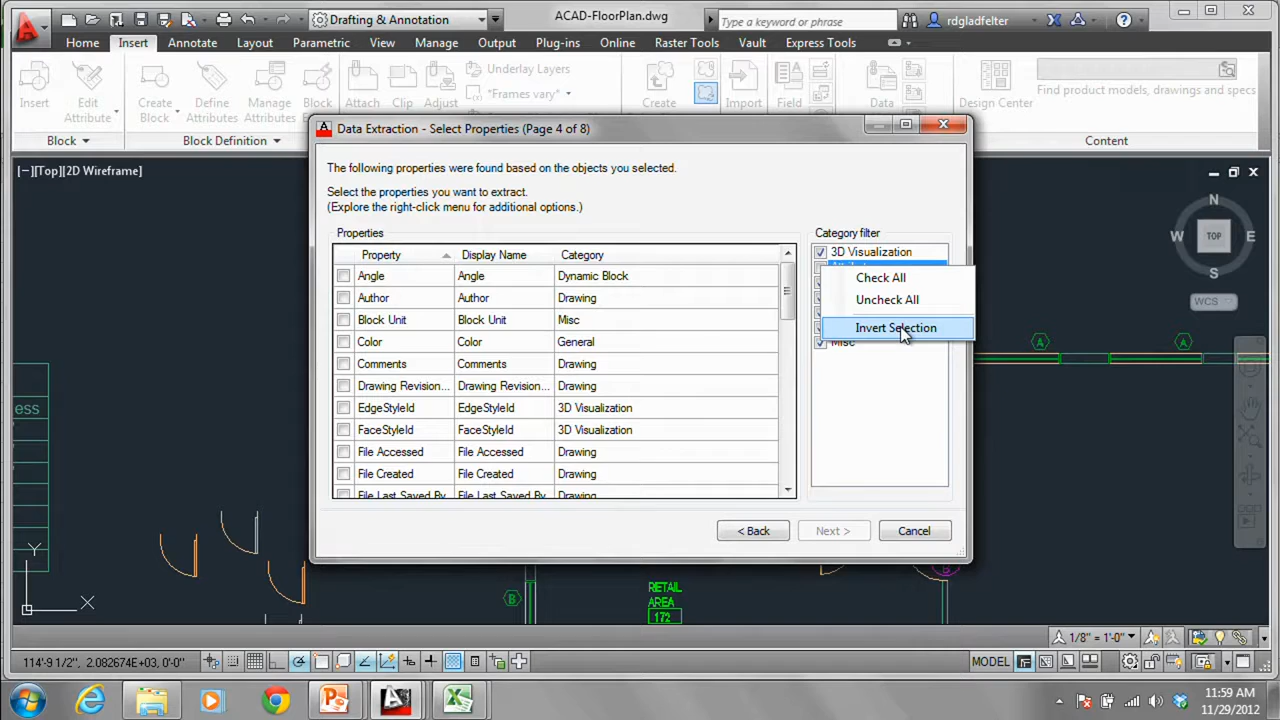 Drafting & Annotation
ACAD-FloorPlan.dwg
Type a keyword or phrase
rdgladfelter
Home Insert Annotate Layout Parametric View Manage Output Plug-ins Online Raster Tools Vault Express Tools
Insert
Edit
Attribute
Create
Block
Define
Attributes
Manage
Attributes
Block
Attach
Clip
Adjust
Underlay Layers
*Frames vary*
Create
Import
Field
Data
Design Center
Find product models, drawings and specs
Block
Block Definition
Content
Data Extraction - Select Properties (Page 4 of 8)
[−][Top][2D Wireframe]
The following properties were found based on the objects you selected.
Select the properties you want to extract.
(Explore the right-click menu for additional options.)
Properties
Property Display Name Category
Angle Angle Dynamic Block
Author Author Drawing
Block Unit Block Unit Misc
Color Color General
Comments Comments Drawing
Drawing Revision... Drawing Revision... Drawing
EdgeStyleId EdgeStyleId 3D Visualization
FaceStyleId FaceStyleId 3D Visualization
File Accessed File Accessed Drawing
File Created File Created Drawing
File Last Saved By File Last Saved By Drawing
Category filter
3D Visualization
Check All
Uncheck All
Invert Selection
Misc
< Back
Next >
Cancel
N
W TOP E
S
WCS
A
A
ess
Y
X
B
B
RETAIL
AREA
172
1/8" = 1'-0"
114'-9 1/2", 2.082674E+03, 0'-0"
MODEL
11:59 AM
11/29/2012